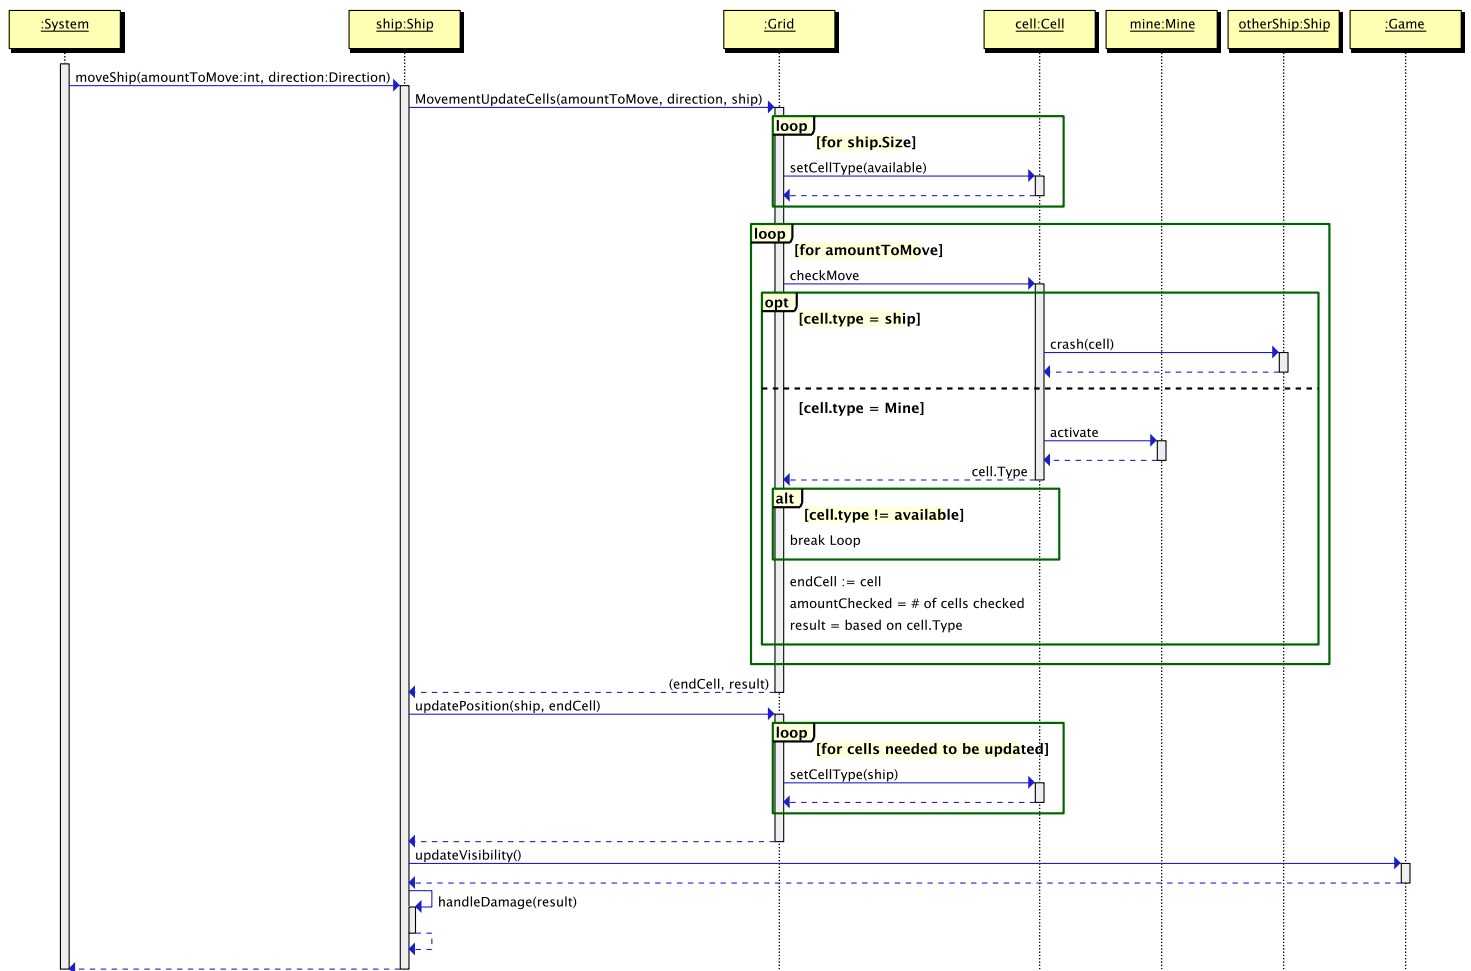 :System
ship:Ship
:Grid
cell:Cell
mine:Mine
otherShip:Ship
:Game
moveShip(amountToMove:int, direction:Direction)
MovementUpdateCells(amountToMove, direction, ship)
loop
[for ship.Size]
setCellType(available)
loop
[for amountToMove]
checkMove
opt
[cell.type = ship]
crash(cell)
[cell.type = Mine]
activate
cell.Type
alt
[cell.type != available]
break Loop
endCell := cell
amountChecked = # of cells checked
result = based on cell.Type
(endCell, result)
updatePosition(ship, endCell)
loop
[for cells needed to be updated]
setCellType(ship)
updateVisibility()
handleDamage(result)